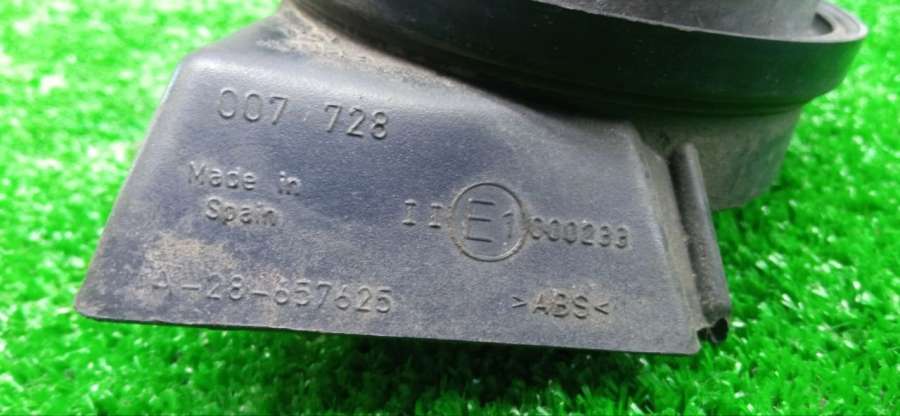 007 728
Made in
Spain
II E1 000233
A-28-657625
>ABS<